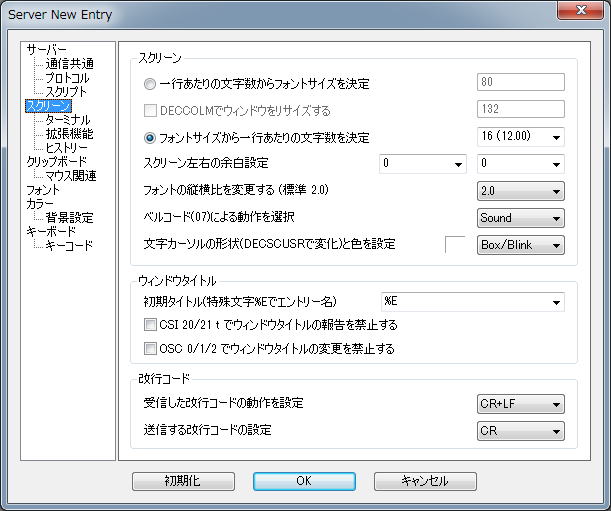 Server New Entry
サーバー
通信共通
プロトコル
スクリプト
スクリーン
ターミナル
拡張機能
ヒストリー
クリップボード
マウス関連
フォント
カラー
背景設定
キーボード
キーコード
スクリーン
一行あたりの文字数からフォントサイズを決定 80
DECCOLMでウィンドウをリサイズする 132
フォントサイズから一行あたりの文字数を決定 16 (12.00)
スクリーン左右の余白設定 0 0
フォントの縦横比を変更する (標準 2.0) 2.0
ベルコード(07)による動作を選択 Sound
文字カーソルの形状(DECSCUSRで変化)と色を設定 Box/Blink
ウィンドウタイトル
初期タイトル(特殊文字%Eでエントリー名) %E
CSI 20/21 t でウィンドウタイトルの報告を禁止する
OSC 0/1/2 でウィンドウタイトルの変更を禁止する
改行コード
受信した改行コードの動作を設定 CR+LF
送信する改行コードの設定 CR
初期化 OK キャンセル